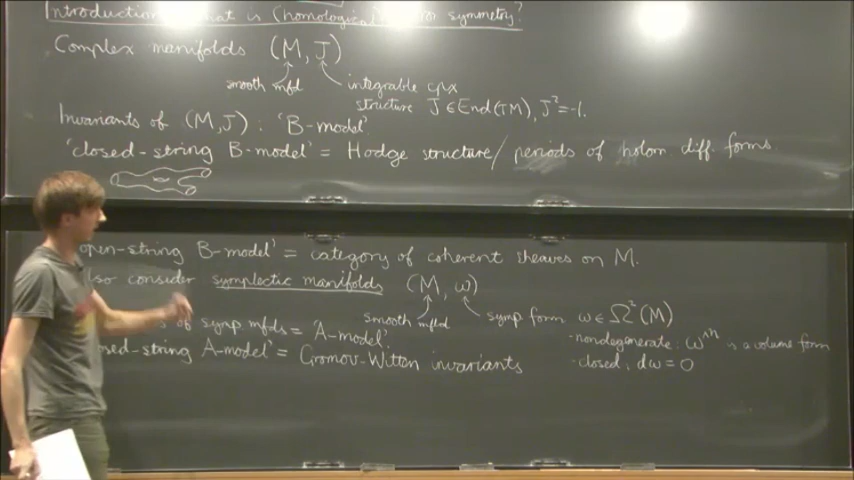 Introduction: What is (homological) mirror symmetry?
Complex manifolds (M, J)
smooth mfd
integrable cpx
structure J ∈ End(TM), J²=-1.
Invariants of (M,J) : 'B-model'.
'closed-string B-model' = Hodge structure/periods of holom. diff. forms
open-string B-model' = category of coherent sheaves on M.
so consider symplectic manifolds (M, ω)
smooth mfld
symp. form ω ∈ Ω²(M)
of symp. mfds = 'A-model'.
-nondegenerate: ω^n is a volume form
osed-string A-model' = Gromov-Witten invariants
-closed, dω = 0